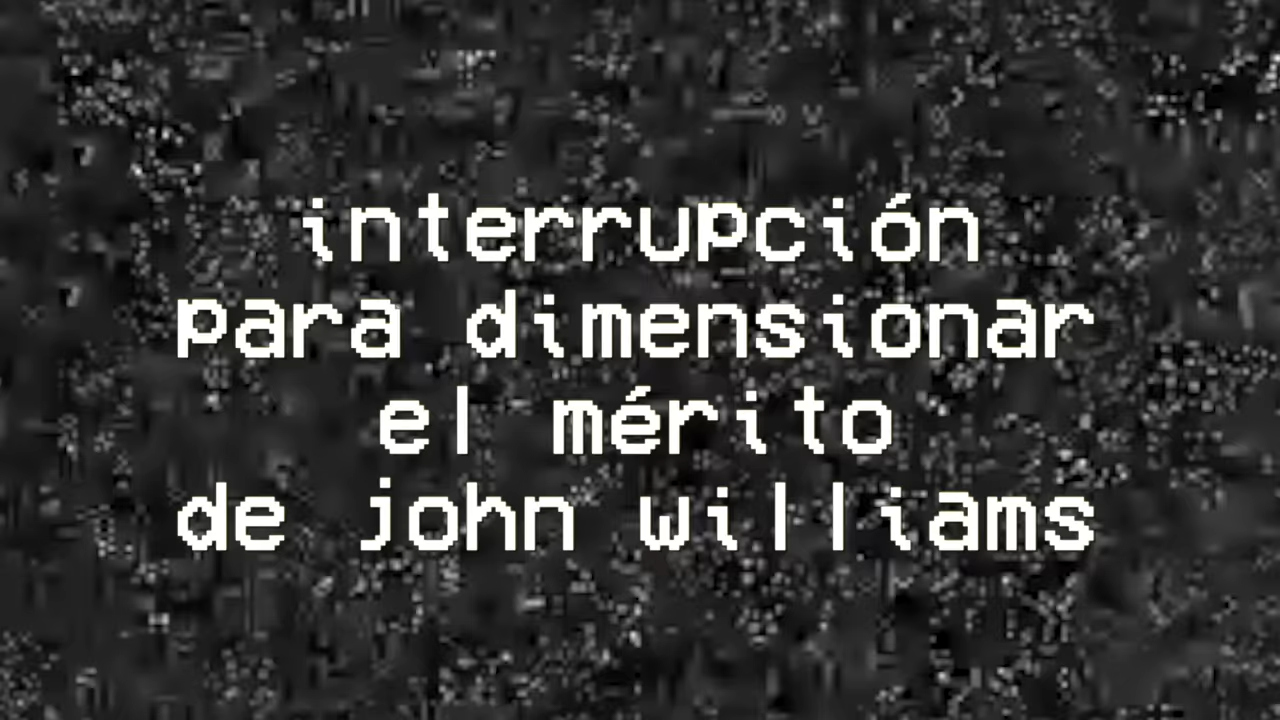 interrupción
para dimensionar
el mérito
de john williams